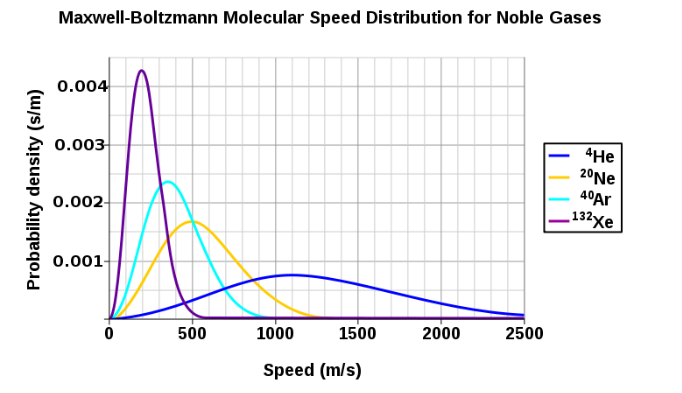 Maxwell-Boltzmann Molecular Speed Distribution for Noble Gases
Probability density (s/m)
0.004
0.003
0.002
0.001
0 500 1000 1500 2000 2500
Speed (m/s)
⁴He
²⁰Ne
⁴⁰Ar
¹³²Xe